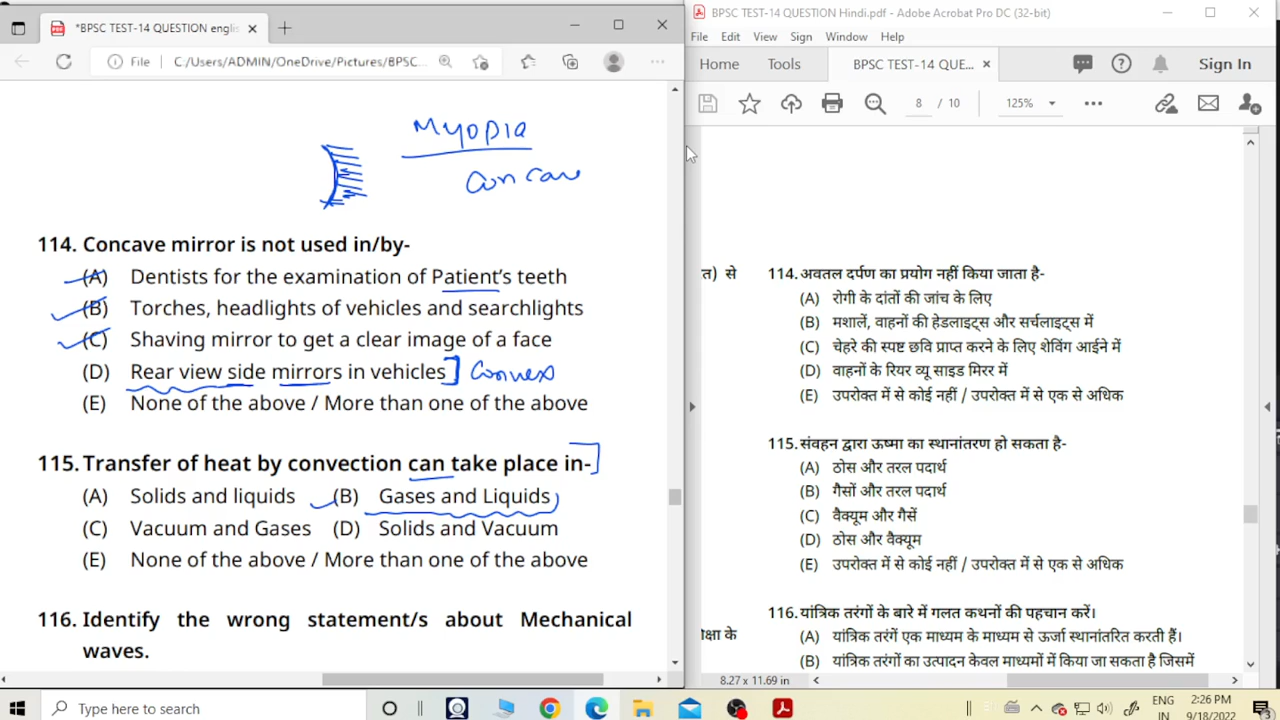 *BPSC TEST-14 QUESTION engli
File C:/Users/ADMIN/OneDrive/Pictures/BPSC...
Myopia
Concave
114. Concave mirror is not used in/by-
(A) Dentists for the examination of Patient's teeth
(B) Torches, headlights of vehicles and searchlights
(C) Shaving mirror to get a clear image of a face
(D) Rear view side mirrors in vehicles Convex
(E) None of the above / More than one of the above
115. Transfer of heat by convection can take place in-
(A) Solids and liquids (B) Gases and Liquids
(C) Vacuum and Gases (D) Solids and Vacuum
(E) None of the above / More than one of the above
116. Identify the wrong statement/s about Mechanical
waves.
BPSC TEST-14 QUESTION Hindi.pdf - Adobe Acrobat Pro DC (32-bit)
File Edit View Sign Window Help
Home Tools BPSC TEST-14 QUE... Sign In
8 / 10 125%
त) से
114. अवतल दर्पण का प्रयोग नहीं किया जाता है-
(A) रोगी के दांतों की जांच के लिए
(B) मशालें, वाहनों की हेडलाइट्स और सर्चलाइट्स में
(C) चेहरे की स्पष्ट छवि प्राप्त करने के लिए शेविंग आईने में
(D) वाहनों के रियर व्यू साइड मिरर में
(E) उपरोक्त में से कोई नहीं / उपरोक्त में से एक से अधिक
115. संवहन द्वारा ऊष्मा का स्थानांतरण हो सकता है-
(A) ठोस और तरल पदार्थ
(B) गैसों और तरल पदार्थ
(C) वैक्यूम और गैसें
(D) ठोस और वैक्यूम
(E) उपरोक्त में से कोई नहीं / उपरोक्त में से एक से अधिक
116. यांत्रिक तरंगों के बारे में गलत कथनों की पहचान करें।
क्षा के
(A) यांत्रिक तरंगें एक माध्यम के माध्यम से ऊर्जा स्थानांतरित करती हैं।
(B) यांत्रिक तरंगों का उत्पादन केवल माध्यमों में किया जा सकता है जिसमें
8.27 x 11.69 in
Type here to search
ENG
IN
2:26 PM
9/18/2022